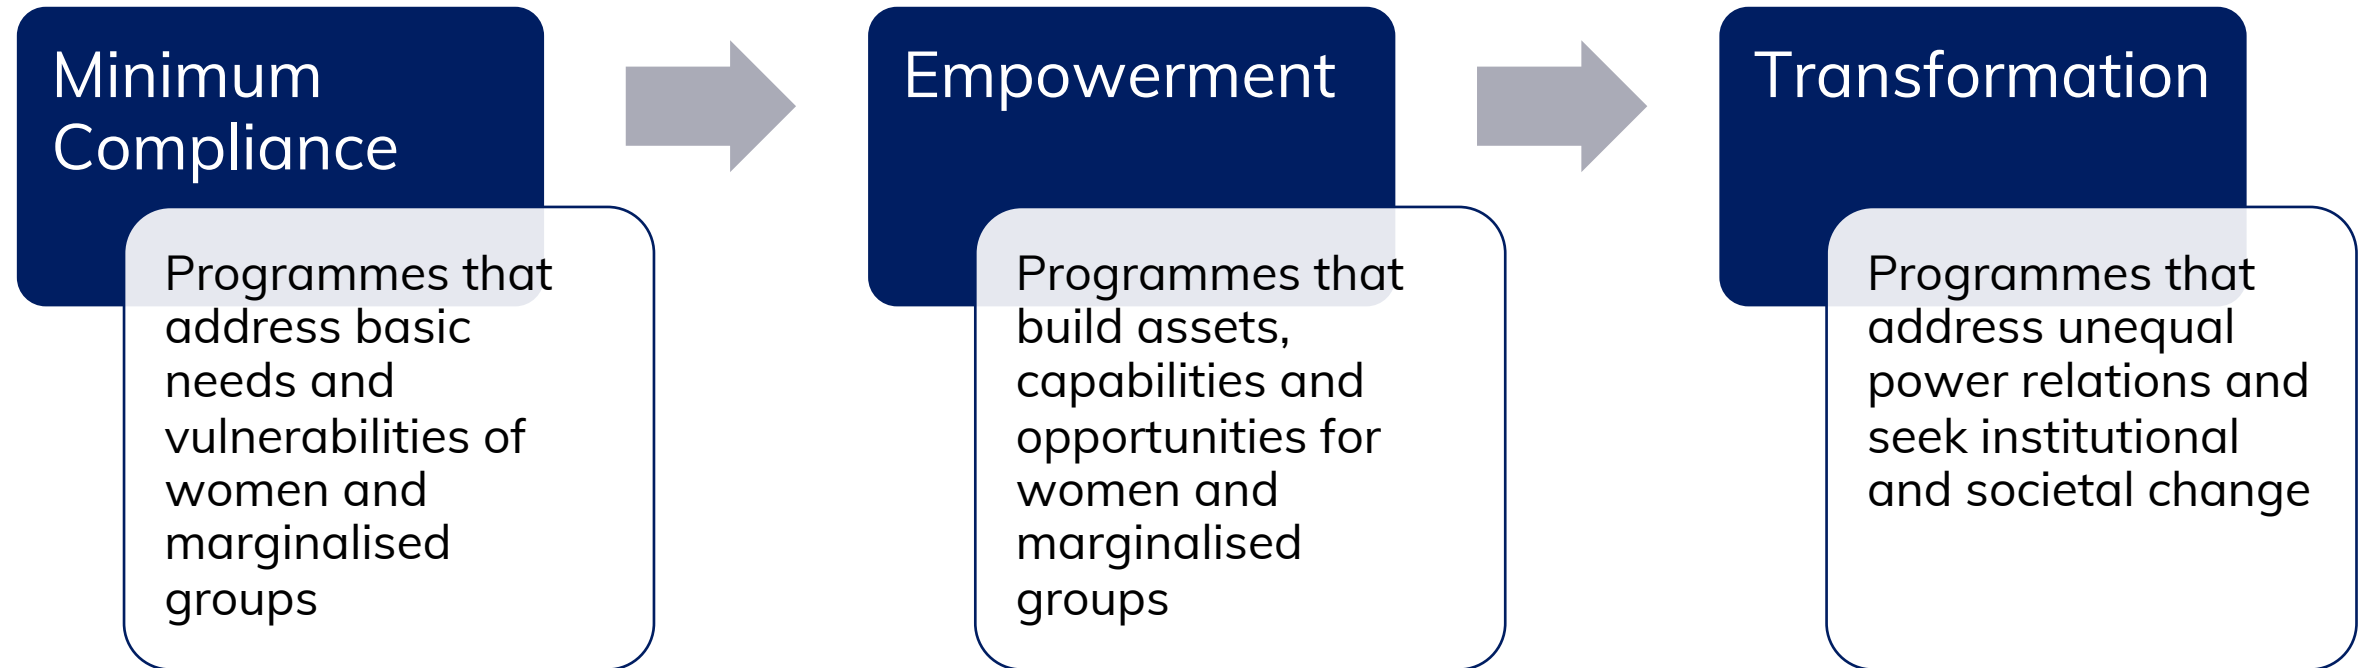 Minimum
Compliance
Programmes that
address basic
needs and
vulnerabilities of
women and
marginalised
groups
Empowerment
Programmes that
build assets,
capabilities and
opportunities for
women and
marginalised
groups
Transformation
Programmes that
address unequal
power relations and
seek institutional
and societal change